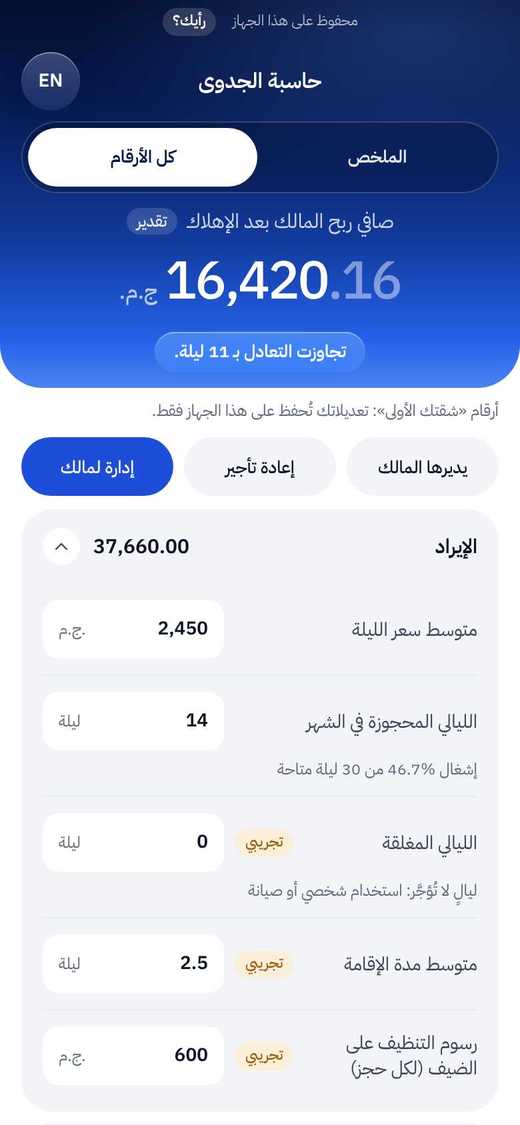 محفوظ على هذا الجهاز رأيك؟
حاسبة الجدوى EN
الملخص كل الأرقام
صافي ربح المالك بعد الإهلاك تقدير
16,420.16 ج.م.
تجاوزت التعادل بـ 11 ليلة.
أرقام «شقتك الأولى»: تعديلاتك تُحفظ على هذا الجهاز فقط.
يديرها المالك إعادة تأجير إدارة لمالك
الإيراد 37,660.00
متوسط سعر الليلة 2,450 ج.م.
الليالي المحجوزة في الشهر 14 ليلة
إشغال 46.7% من 30 ليلة متاحة
الليالي المغلقة تجريبي 0 ليلة
ليالٍ لا تُؤجَّر: استخدام شخصي أو صيانة
متوسط مدة الإقامة تجريبي 2.5 ليلة
رسوم التنظيف على
الضيف (لكل حجز) تجريبي 600 ج.م.